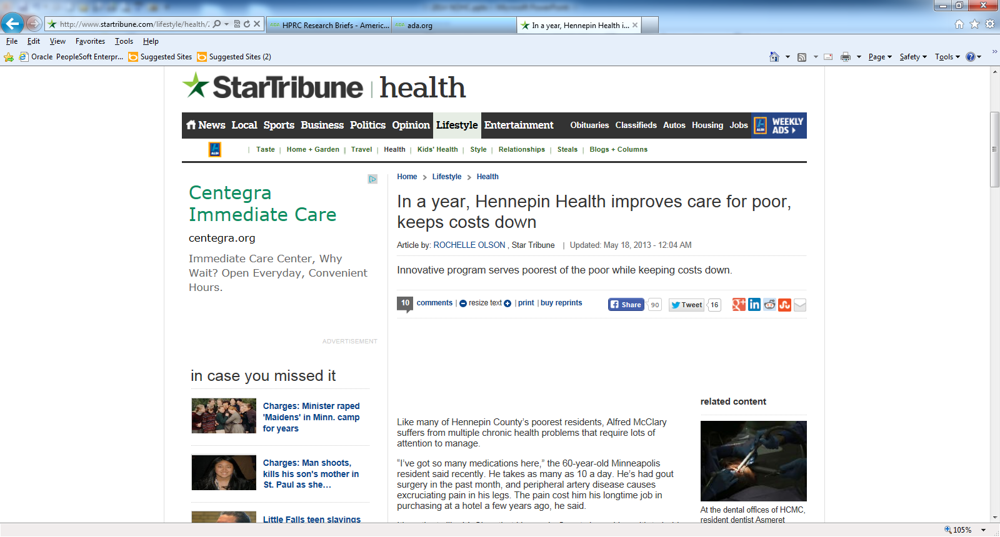 http://www.startribune.com/lifestyle/health/
HPRC Research Briefs - Americ...
ada.org
In a year, Hennepin Health i...
File Edit View Favorites Tools Help
Oracle PeopleSoft Enterpr...
Suggested Sites
Suggested Sites (2)
Page
Safety
Tools
StarTribune | health
News Local Sports Business Politics Opinion Lifestyle Entertainment Obituaries Classifieds Autos Housing Jobs ALDI WEEKLY ADS
ALDI | Taste | Home + Garden | Travel | Health | Kids' Health | Style | Relationships | Steals | Blogs + Columns
Centegra
Immediate Care
centegra.org
Immediate Care Center, Why
Wait? Open Everyday, Convenient
Hours.
ADVERTISEMENT
in case you missed it
Charges: Minister raped
'Maidens' in Minn. camp
for years
Charges: Man shoots,
kills his son's mother in
St. Paul as she...
Little Falls teen slayings
Home > Lifestyle > Health
In a year, Hennepin Health improves care for poor,
keeps costs down
Article by: ROCHELLE OLSON , Star Tribune | Updated: May 18, 2013 - 12:04 AM
Innovative program serves poorest of the poor while keeping costs down.
10 comments | resize text | print | buy reprints
Share 90 Tweet 16
Like many of Hennepin County’s poorest residents, Alfred McClary
suffers from multiple chronic health problems that require lots of
attention to manage.
“I’ve got so many medications here,” the 60-year-old Minneapolis
resident said recently. He takes as many as 10 a day. He’s had gout
surgery in the past month, and peripheral artery disease causes
excruciating pain in his legs. The pain cost him his longtime job in
purchasing at a hotel a few years ago, he said.
related content
At the dental offices of HCMC,
resident dentist Asmeret
105%